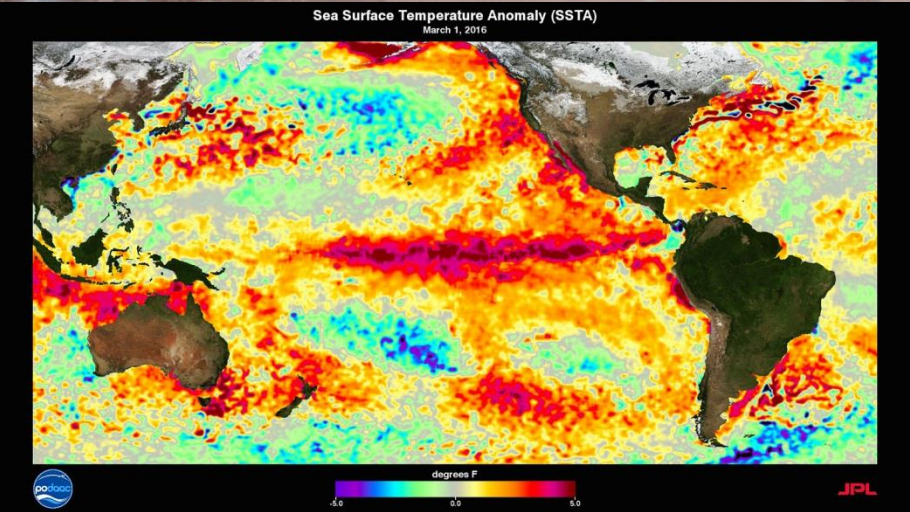 Sea Surface Temperature Anomaly (SSTA)
March 1, 2016
degrees F
-5.0 0.0 5.0
podaac
JPL